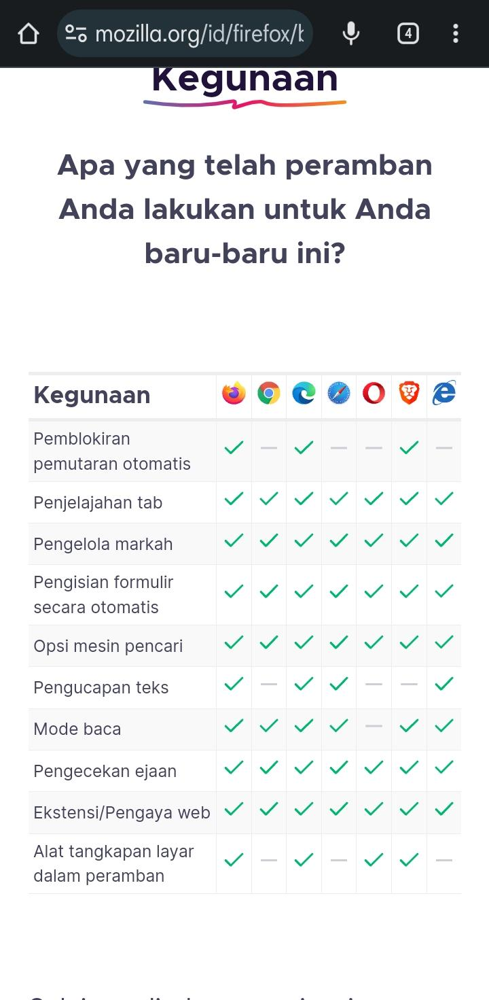 mozilla.org/id/firefox/b
4
Kegunaan
Apa yang telah peramban
Anda lakukan untuk Anda
baru-baru ini?
Kegunaan
Pemblokiran
pemutaran otomatis
Penjelajahan tab
Pengelola markah
Pengisian formulir
secara otomatis
Opsi mesin pencari
Pengucapan teks
Mode baca
Pengecekan ejaan
Ekstensi/Pengaya web
Alat tangkapan layar
dalam peramban